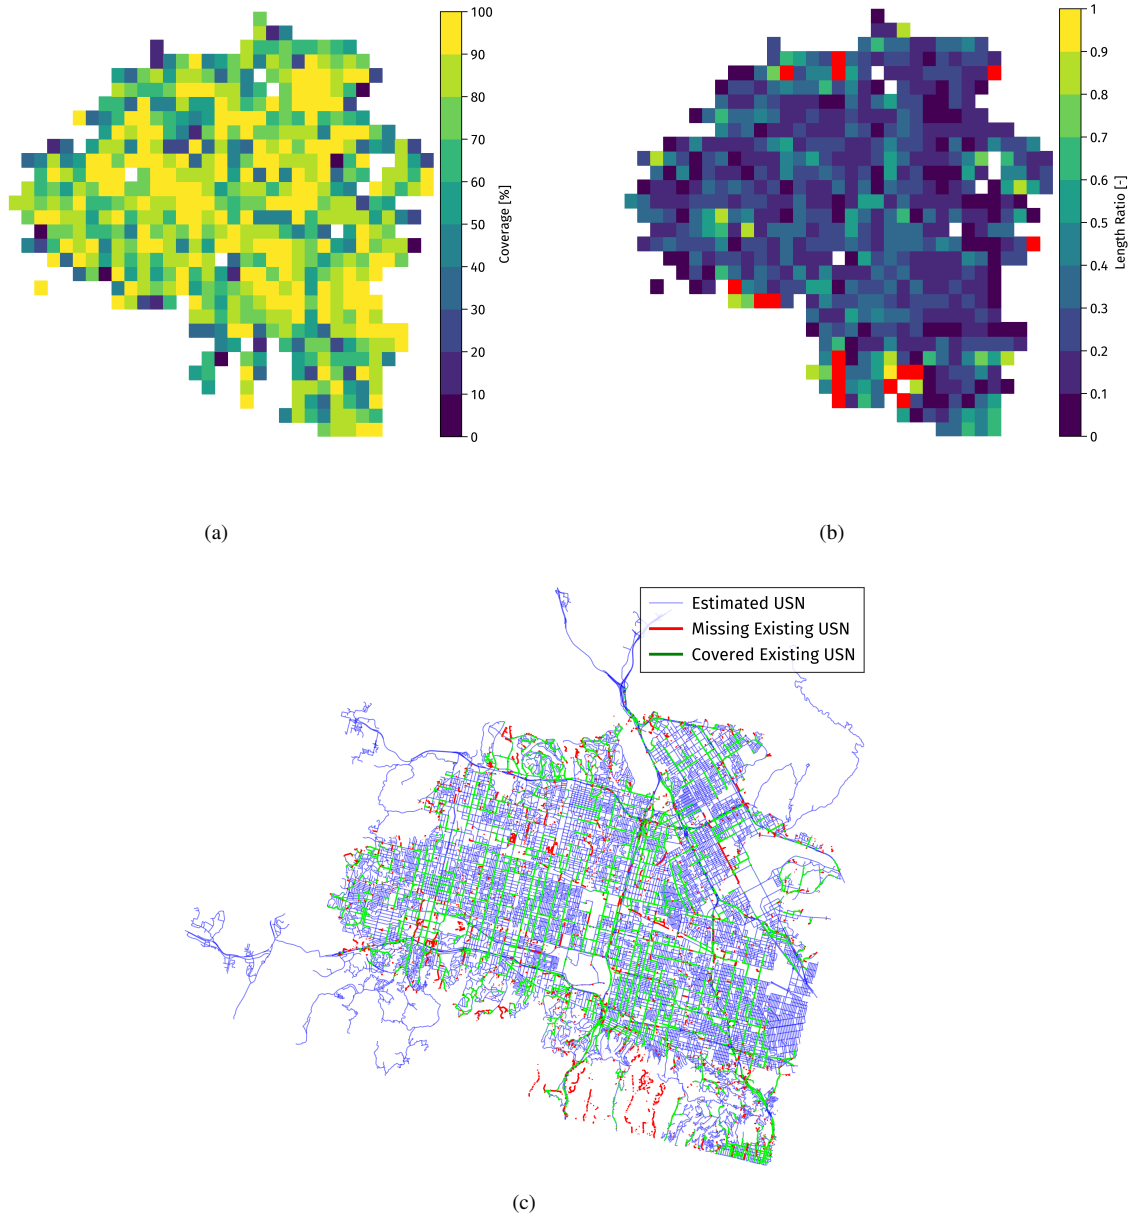 100
90
80
70
60
50
40
30
20
10
0
Coverage [%]
(a)
1
0.9
0.8
0.7
0.6
0.5
0.4
0.3
0.2
0.1
0
Length Ratio [-]
(b)
Estimated USN
Missing Existing USN
Covered Existing USN
(c)